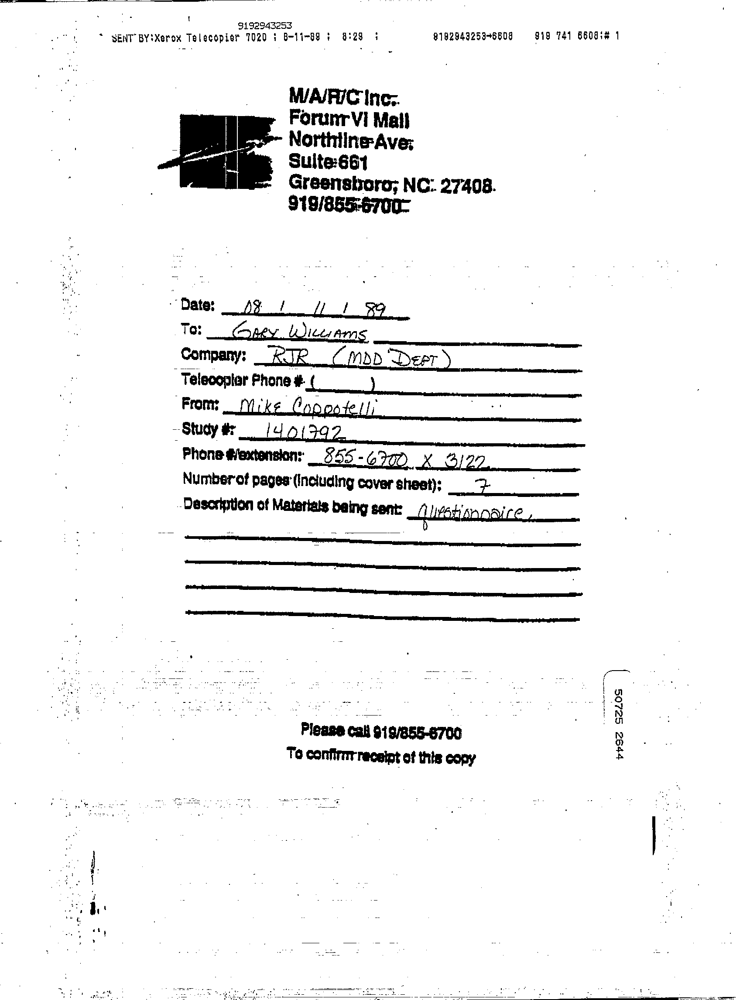 9192943253
SENT BY:Xerox Telecopier 7020 ; 8-11-89 ; 8:29 ;    9192943253→6608    919 741 6608;# 1
M/A/R/C Inc.
Forum VI Mall
Northline Ave.
Suite 661
Greensboro, NC. 27408.
919/855-6700
Date: 08 / 11 / 89
To: GARY WILLIAMS
Company: RJR (MDD DEPT)
Telecopier Phone # (    )
From: Mike Coppotelli
Study #: 1401792
Phone #/extension: 855-6700 X 3122
Number of pages (including cover sheet): 7
Description of Materials being sent: Questionnaire.
50725 2644
Please call 919/855-6700
To confirm receipt of this copy